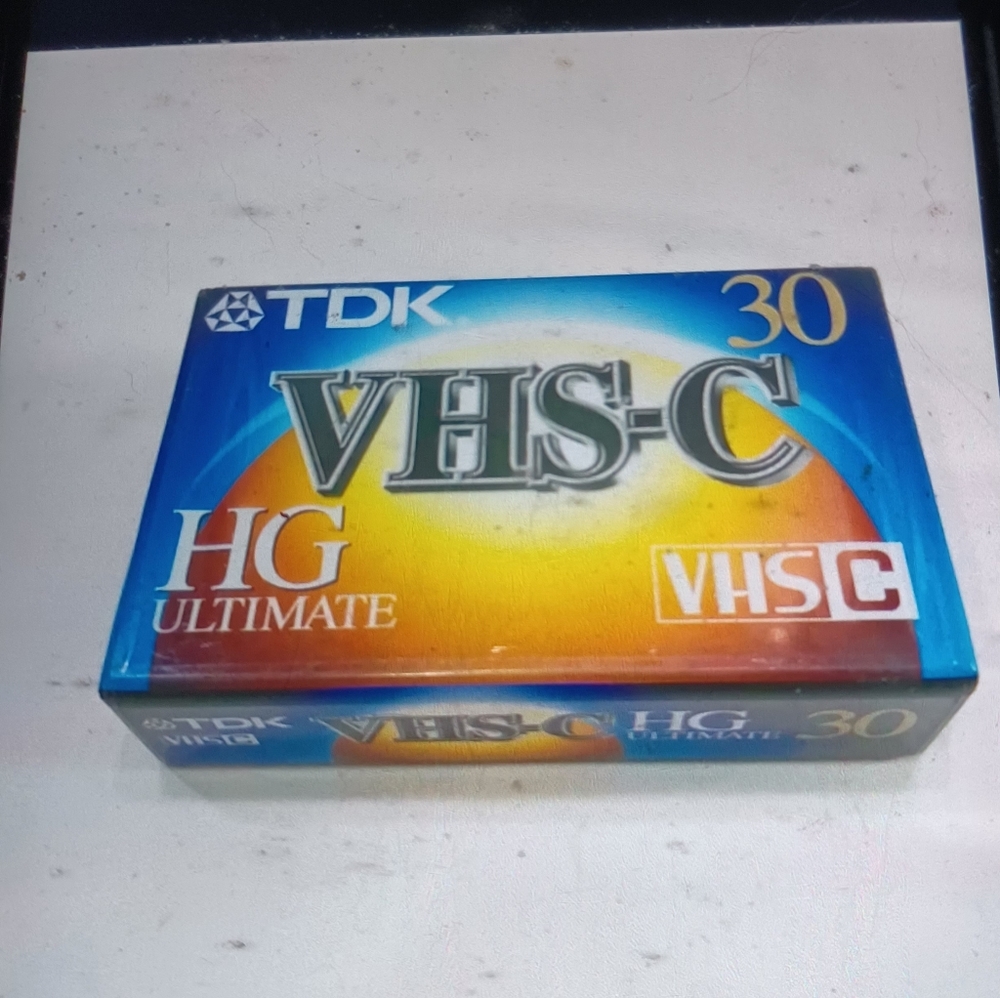 TDK 30
VHS-C
HG
ULTIMATE
VHS C
TDK VHS-C HG 30
VHS C ULTIMATE